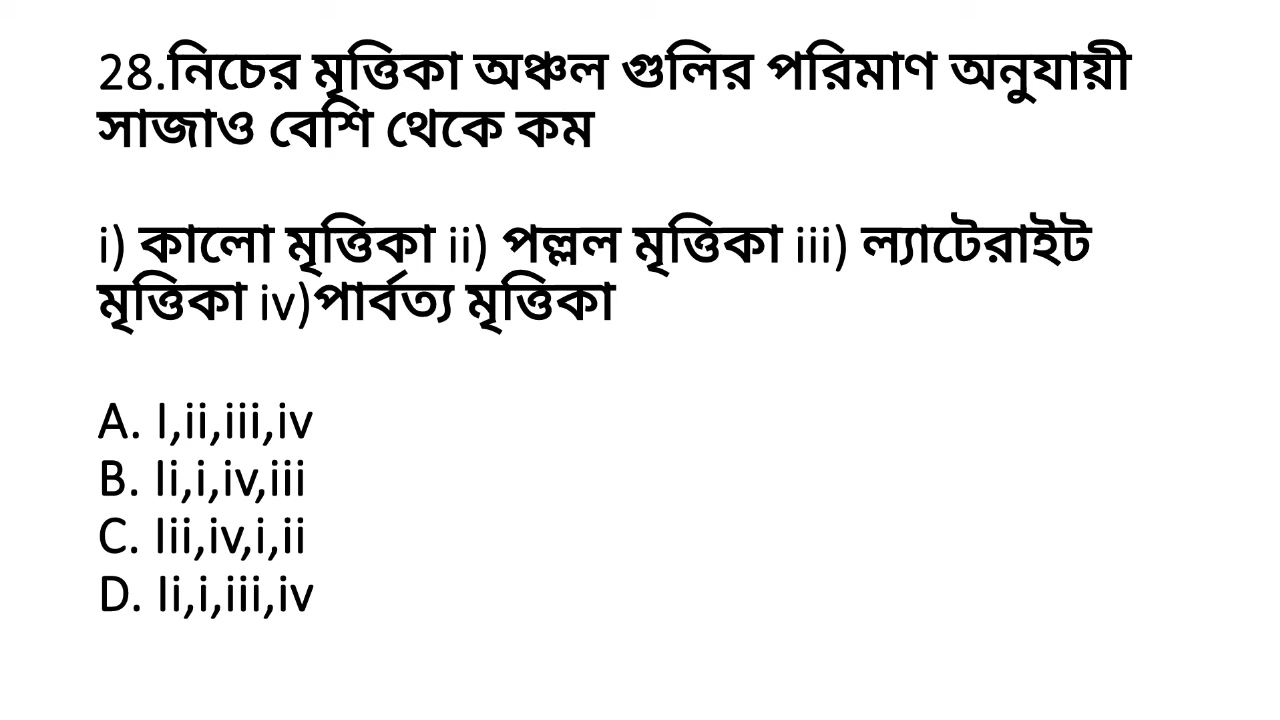 28.নিচের মৃত্তিকা অঞ্চল গুলির পরিমাণ অনুযায়ী
সাজাও বেশি থেকে কম
i) কালো মৃত্তিকা ii) পল্লল মৃত্তিকা iii) ল্যাটেরাইট
মৃত্তিকা iv)পার্বত্য মৃত্তিকা
A. I,ii,iii,iv
B. Ii,i,iv,iii
C. Iii,iv,i,ii
D. Ii,i,iii,iv